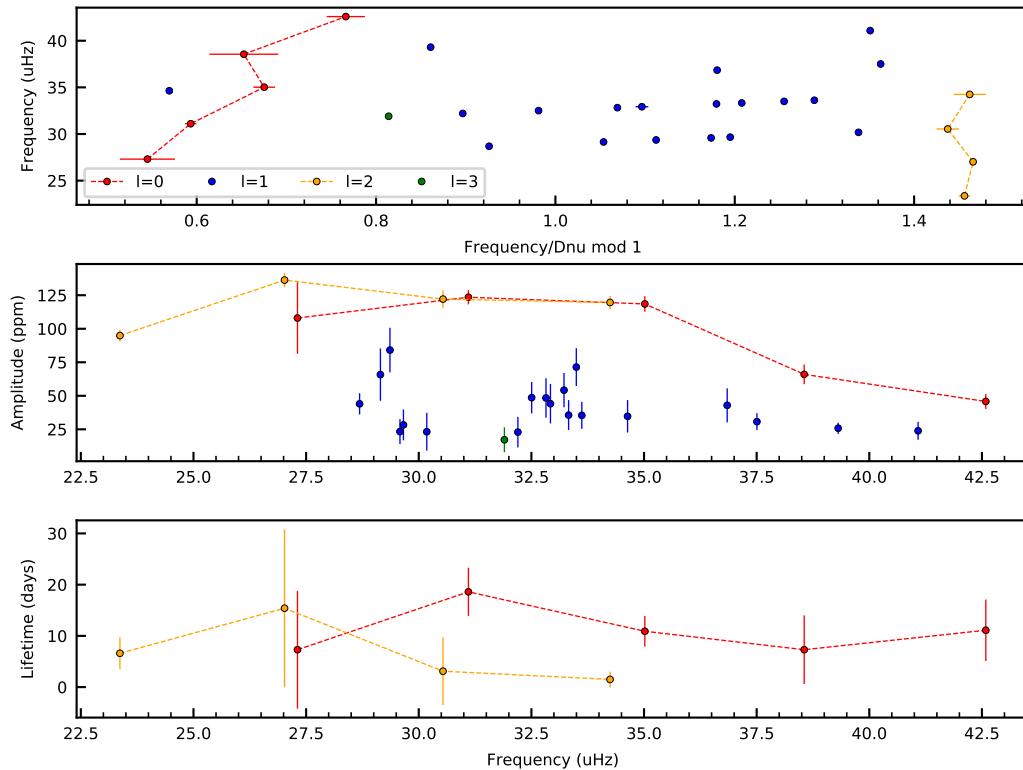 Frequency (uHz)
40
35
30
25
l=0 l=1 l=2 l=3
0.6 0.8 1.0 1.2 1.4
Frequency/Dnu mod 1
Amplitude (ppm)
125
100
75
50
25
22.5 25.0 27.5 30.0 32.5 35.0 37.5 40.0 42.5
Lifetime (days)
30
20
10
0
22.5 25.0 27.5 30.0 32.5 35.0 37.5 40.0 42.5
Frequency (uHz)